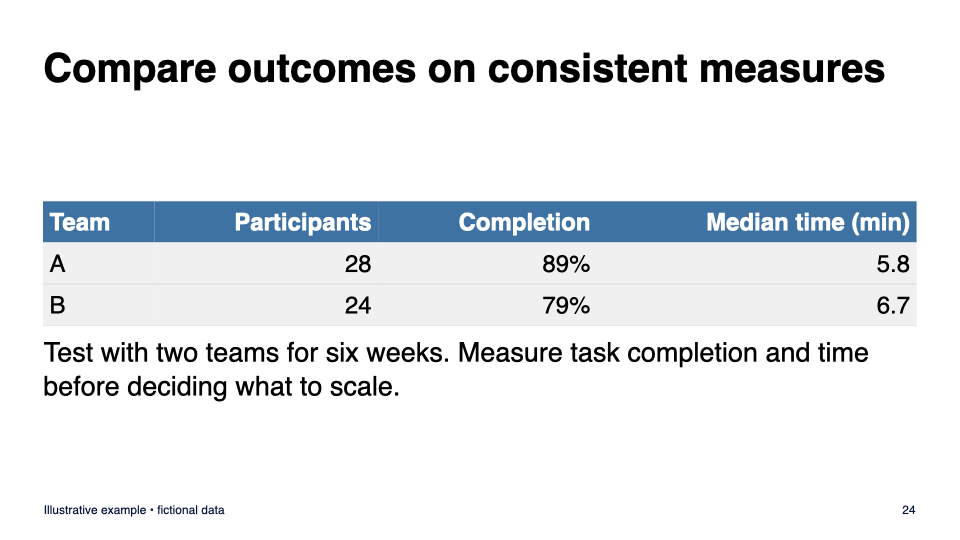 Compare outcomes on consistent measures
Team Participants Completion Median time (min)
A 28 89% 5.8
B 24 79% 6.7
Test with two teams for six weeks. Measure task completion and time
before deciding what to scale.
Illustrative example • fictional data 24